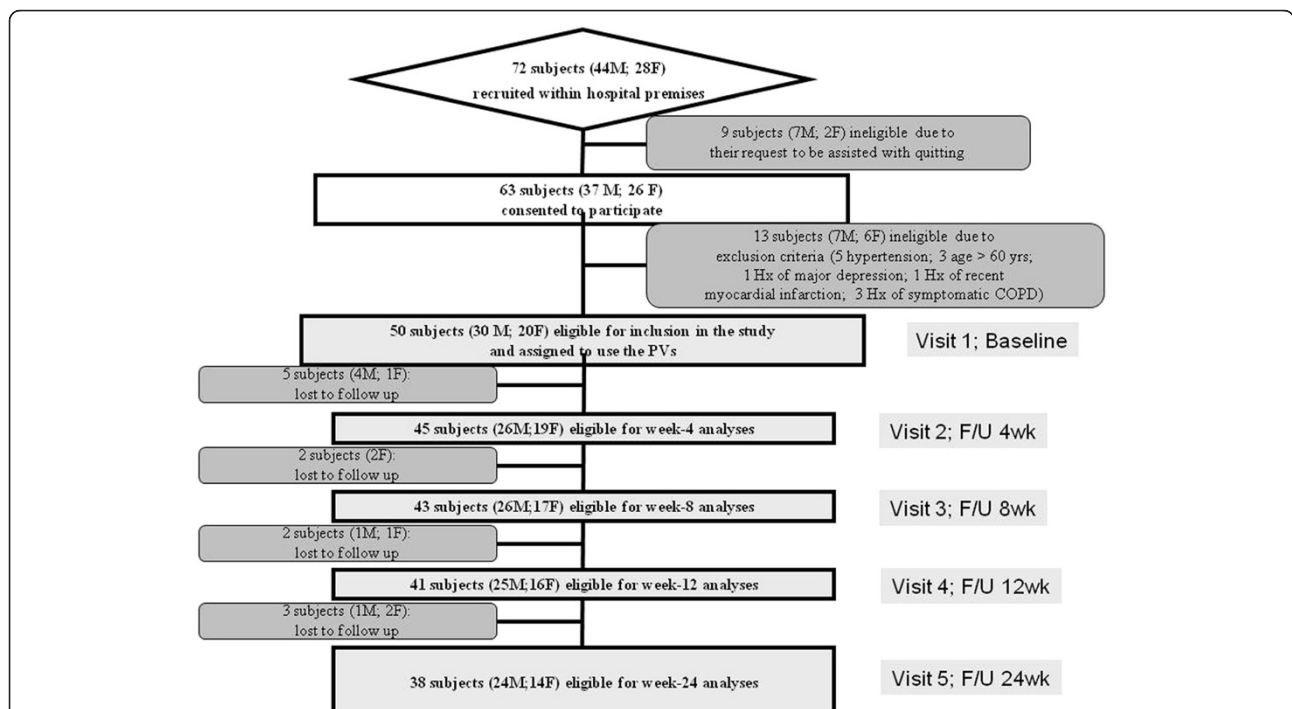 72 subjects (44M; 28F)
recruited within hospital premises
9 subjects (7M; 2F) ineligible due to
their request to be assisted with quitting
63 subjects (37 M; 26 F)
consented to participate
13 subjects (7M; 6F) ineligible due to
exclusion criteria (5 hypertension; 3 age > 60 yrs;
1 Hx of major depression; 1 Hx of recent
myocardial infarction; 3 Hx of symptomatic COPD)
50 subjects (30 M; 20F) eligible for inclusion in the study
and assigned to use the PVs
Visit 1; Baseline
5 subjects (4M; 1F):
lost to follow up
45 subjects (26M;19F) eligible for week-4 analyses
Visit 2; F/U 4wk
2 subjects (2F):
lost to follow up
43 subjects (26M;17F) eligible for week-8 analyses
Visit 3; F/U 8wk
2 subjects (1M; 1F):
lost to follow up
41 subjects (25M;16F) eligible for week-12 analyses
Visit 4; F/U 12wk
3 subjects (1M; 2F):
lost to follow up
38 subjects (24M;14F) eligible for week-24 analyses
Visit 5; F/U 24wk